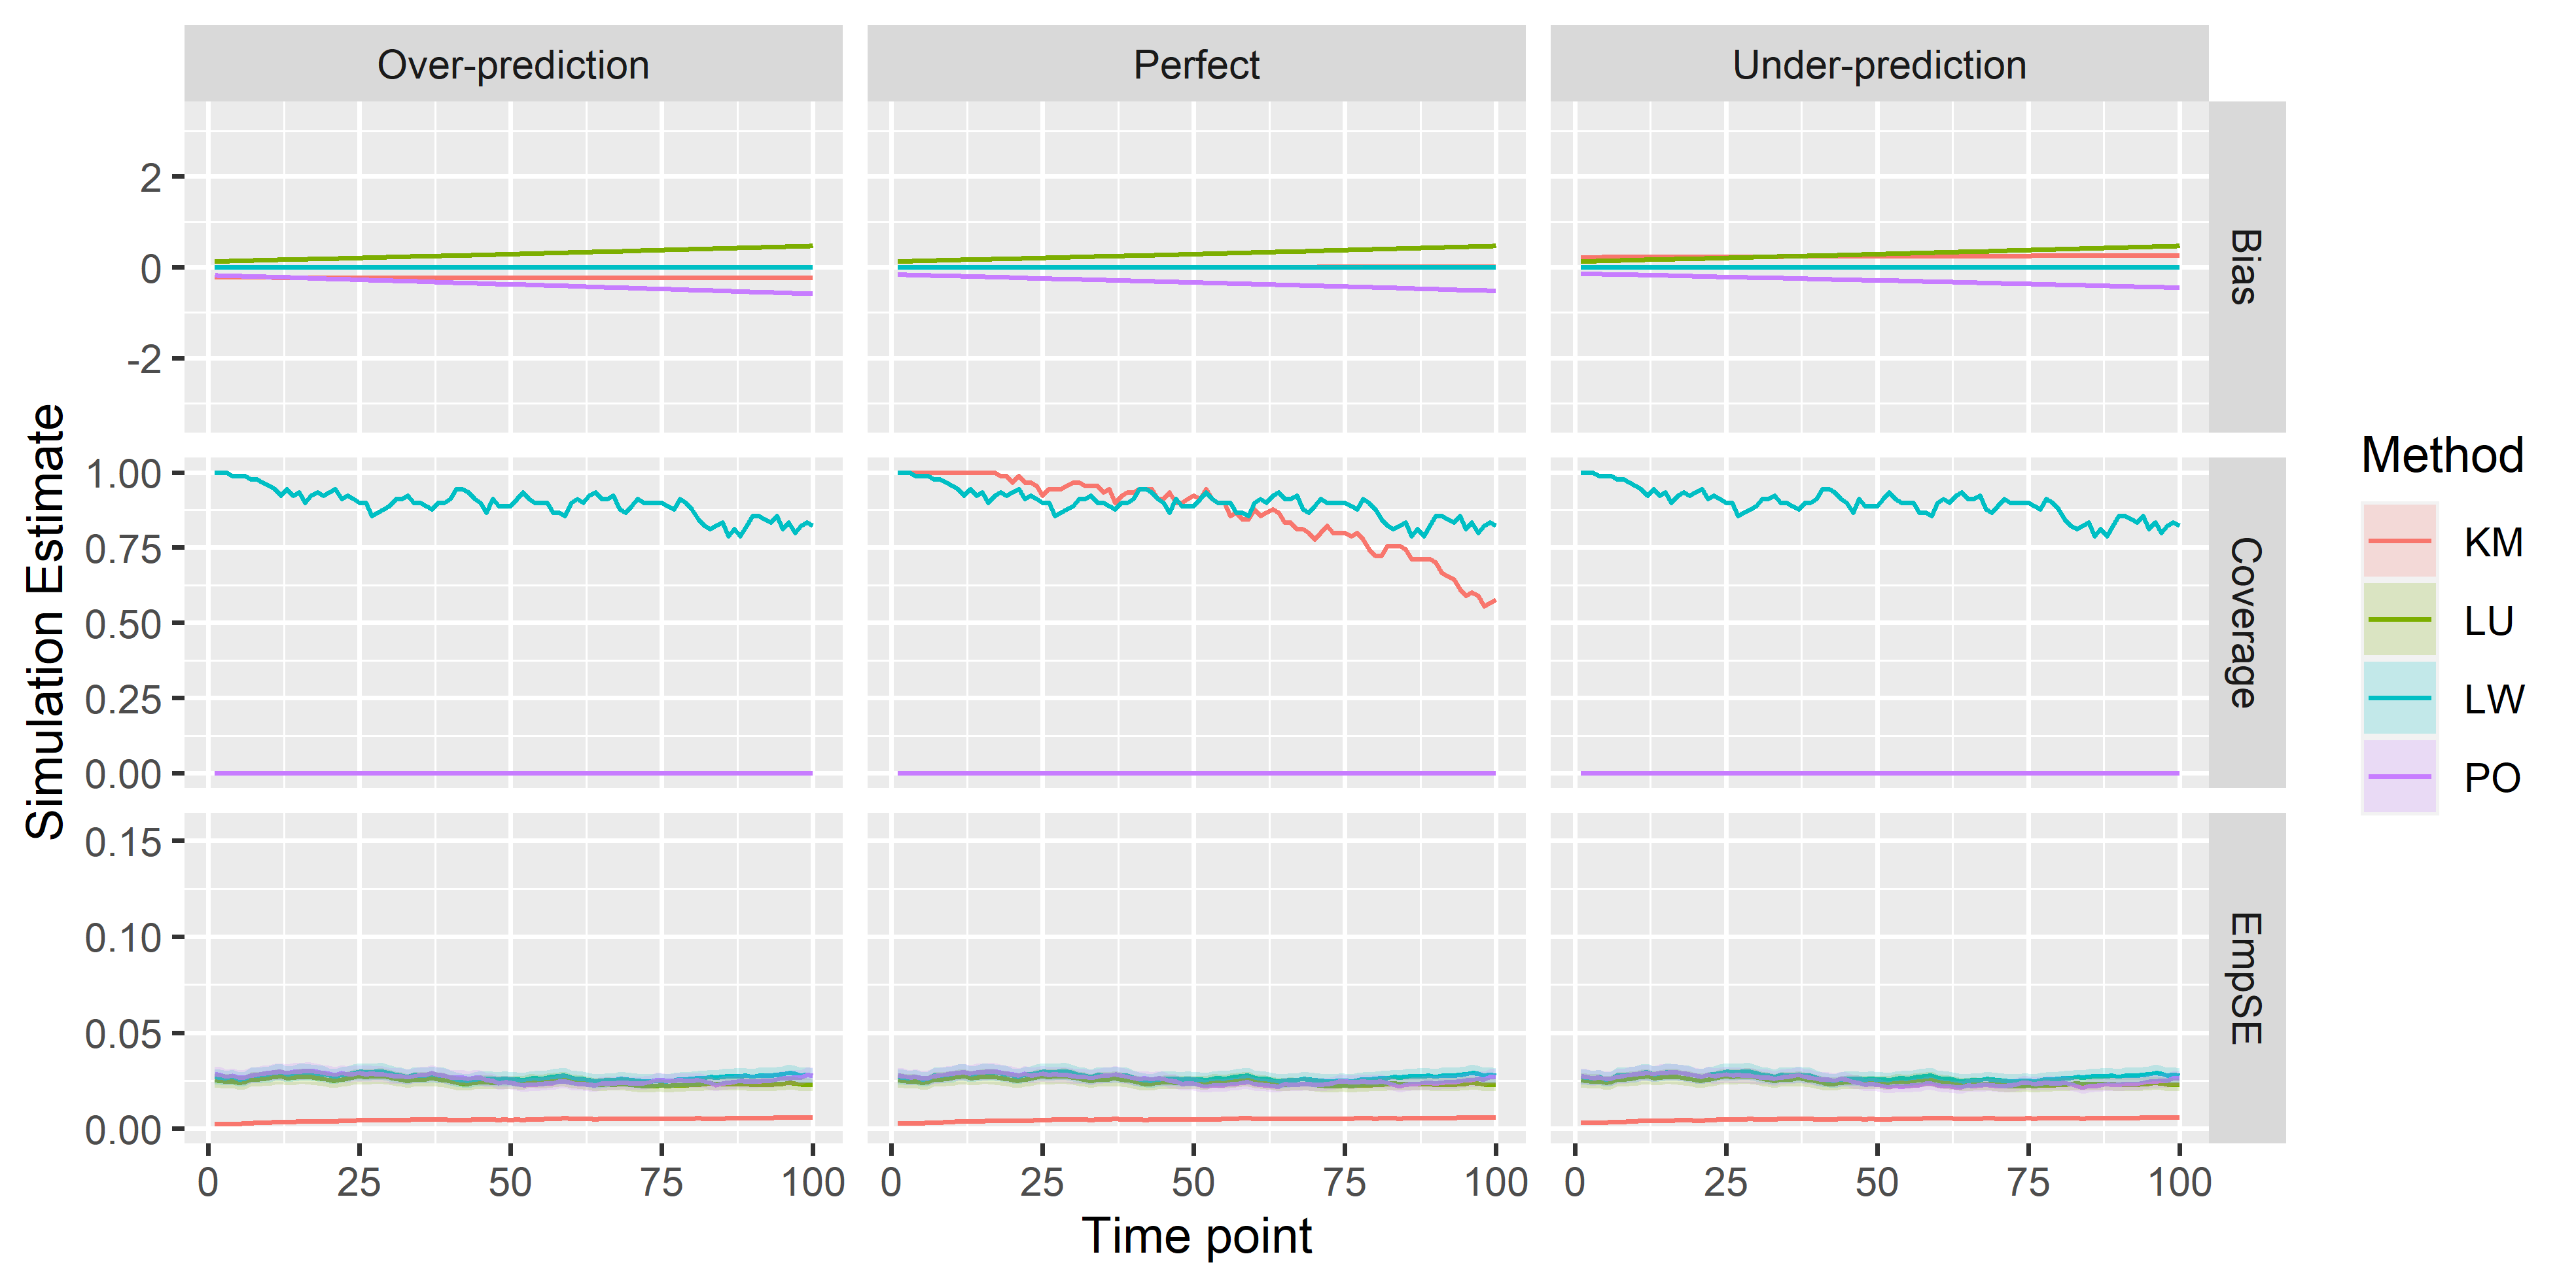 Over-prediction
Perfect
Under-prediction
2
0
-2
Bias
1.00
0.75
0.50
0.25
0.00
Coverage
0.15
0.10
0.05
0.00
EmpSE
0 25 50 75 100
0 25 50 75 100
0 25 50 75 100
Time point
Simulation Estimate
Method
KM
LU
LW
PO